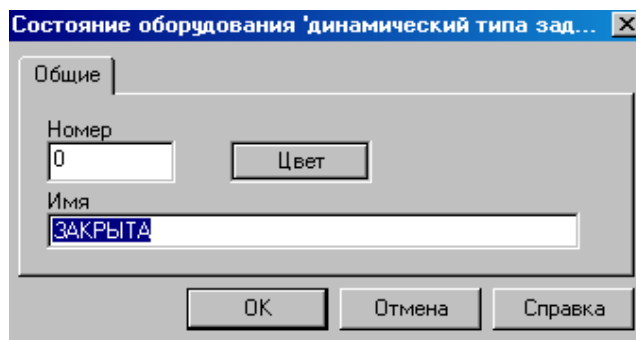 Состояние оборудования 'динамический типа зад...
Общие
Номер
0
Цвет
Имя
ЗАКРЫТА
OK
Отмена
Справка